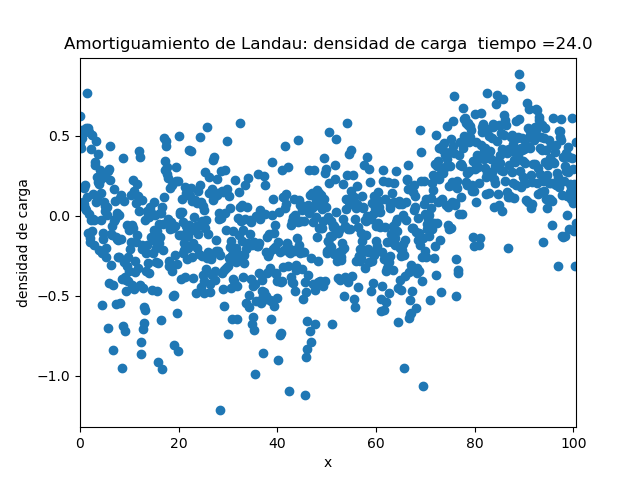 Amortiguamiento de Landau: densidad de carga  tiempo =24.0
densidad de carga
0.5
0.0
−0.5
−1.0
0 20 40 60 80 100
x